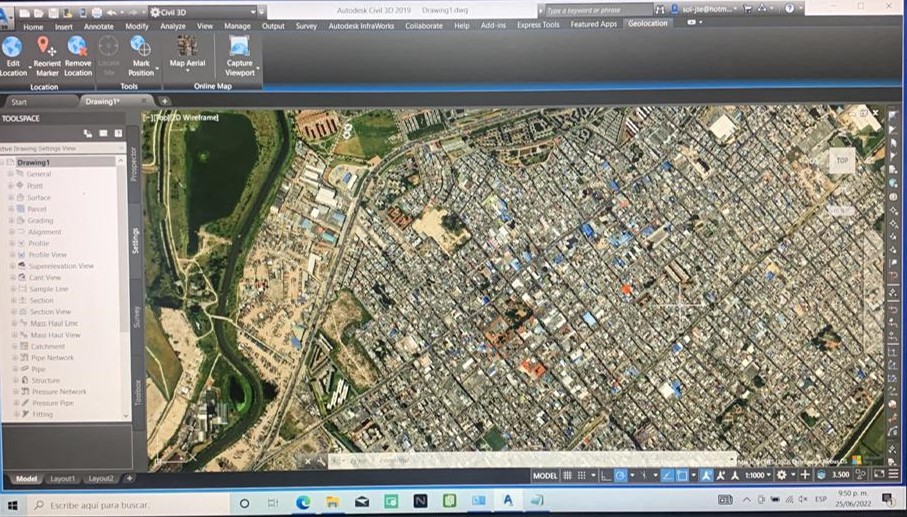 Civil 3D
Autodesk Civil 3D 2019 Drawing1.dwg
Type a keyword or phrase
Home Insert Annotate Modify Analyze View Manage Output Survey Autodesk InfraWorks Collaborate Help Add-ins Express Tools Featured Apps Geolocation
Edit Location
Reorient Marker
Remove Location
Locate Site
Mark Position
Map Aerial
Capture Viewport
Location Tools Online Map
Start Drawing1*
TOOLSPACE
Drawing Settings View
Drawing1
General
Point
Surface
Parcel
Grading
Alignment
Profile
Profile View
Superelevation View
Cant View
Sample Line
Section
Section View
Mass Haul Line
Mass Haul View
Catchment
Pipe Network
Pipe
Structure
Pressure Network
Pressure Pipe
Fitting
Prospector
Settings
Survey
Toolbox
2D Wireframe]
TOP
Model Layout1 Layout2 +
MODEL 1:1000 3.500
Escribe aquí para buscar.
ESP
9:50 p. m.
25/06/2022